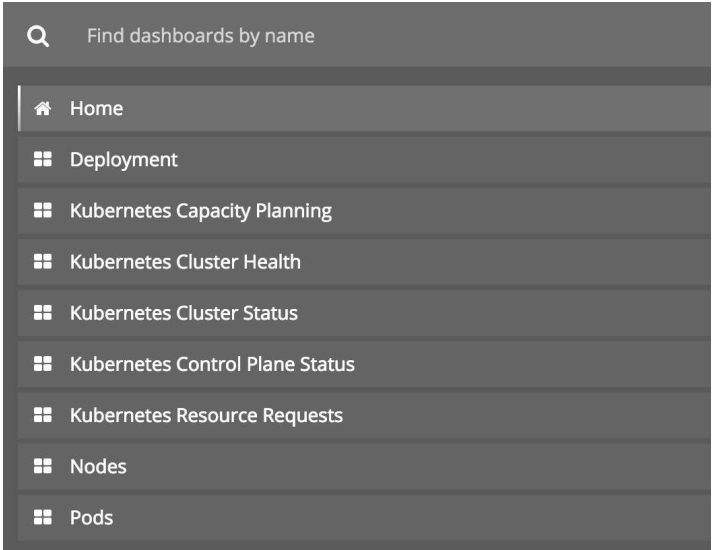 Find dashboards by name
Home
Deployment
Kubernetes Capacity Planning
Kubernetes Cluster Health
Kubernetes Cluster Status
Kubernetes Control Plane Status
Kubernetes Resource Requests
Nodes
Pods